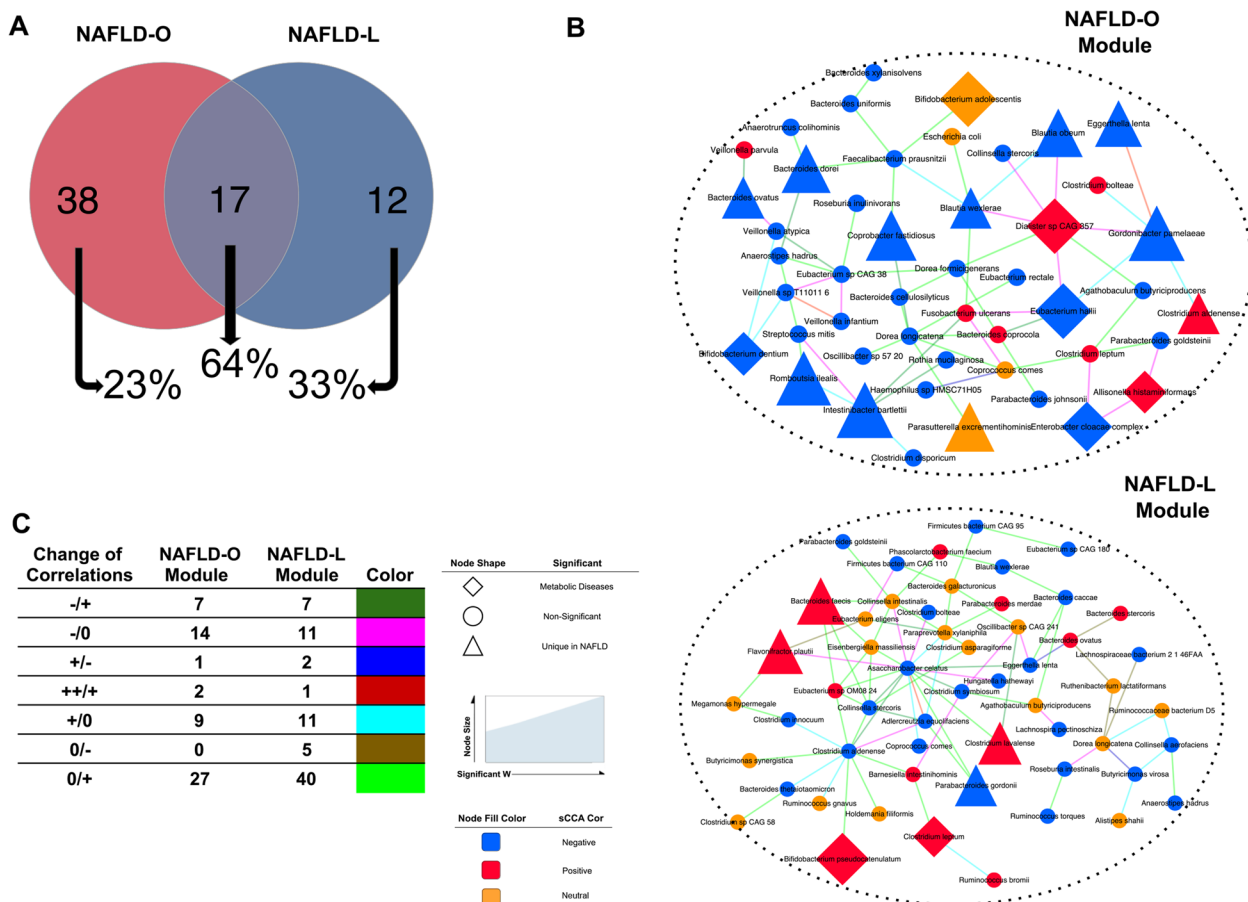 A
NAFLD-O
NAFLD-L
38
17
12
23%
64%
33%
B
NAFLD-O
Module
Bacteroides xylanisolvens
Bacteroides uniformis
Bifidobacterium adolescentis
Eggerthella lenta
Anaerotruncus colihominis
Escherichia coli
Blautia obeum
Veillonella parvula
Collinsella stercoris
Faecalibacterium prausnitzii
Bacteroides dorei
Clostridium bolteae
Bacteroides ovatus
Roseburia inulinivorans
Blautia wexlerae
Veillonella atypica
Coprobacter fastidiosus
Dialister sp CAG 357
Gordonibacter pamelaeae
Anaerostipes hadrus
Eubacterium sp CAG 38
Dorea formicigenerans
Eubacterium rectale
Agathobaculum butyriciproducens
Veillonella sp T11011 6
Bacteroides cellulosilyticus
Fusobacterium ulcerans
Eubacterium hallii
Clostridium aldenense
Veillonella infantium
Streptococcus mitis
Dorea longicatena
Bacteroides coprocola
Parabacteroides goldsteinii
Bifidobacterium dentium
Oscillibacter sp 57 20
Rothia mucilaginosa
Clostridium leptum
Romboutsia ilealis
Haemophilus sp HMSC71H05
Coprococcus comes
Allisonella histaminiformans
Intestinibacter bartlettii
Parabacteroides johnsonii
Parasutterella excrementihominis
Enterobacter cloacae complex
Clostridium disporicum
NAFLD-L
Module
Firmicutes bacterium CAG 95
Parabacteroides goldsteinii
Phascolarctobacterium faecium
Eubacterium sp CAG 180
Firmicutes bacterium CAG 110
Blautia wexlerae
Bacteroides galacturonicus
Bacteroides caccae
Bacteroides faecis
Collinsella intestinalis
Clostridium bolteae
Parabacteroides merdae
Bacteroides stercoris
Eubacterium eligens
Oscillibacter sp CAG 241
Paraprevotella xylaniphila
Bacteroides ovatus
Eisenbergiella massiliensis
Clostridium asparagiforme
Flavonifractor plautii
Asaccharobacter celatus
Eggerthella lenta
Lachnospiraceae bacterium 2 1 46FAA
Hungatella hathewayi
Eubacterium sp OM08 24
Clostridium symbiosum
Ruthenibacterium lactatiformans
Megamonas hypermegale
Collinsella stercoris
Agathobaculum butyriciproducens
Ruminococcaceae bacterium D5
Clostridium innocuum
Adlercreutzia equolifaciens
Lachnospira pectinoschiza
Coprococcus comes
Clostridium lavalense
Dorea longicatena
Collinsella aerofaciens
Clostridium aldenense
Butyricimonas synergistica
Barnesiella intestinihominis
Roseburia intestinalis
Butyricimonas virosa
Bacteroides thetaiotaomicron
Parabacteroides gordonii
Ruminococcus gnavus
Anaerostipes hadrus
Clostridium sp CAG 58
Holdemania filiformis
Ruminococcus torques
Alistipes shahii
Clostridium leptum
Bifidobacterium pseudocatenulatum
Ruminococcus bromii
C
Change of Correlations NAFLD-O Module NAFLD-L Module Color
-/+ 7 7
-/0 14 11
+/- 1 2
++/+ 2 1
+/0 9 11
0/- 0 5
0/+ 27 40
Node Shape Significant
Metabolic Diseases
Non-Significant
Unique in NAFLD
Node Size
Significant W
Node Fill Color sCCA Cor
Negative
Positive
Neutral